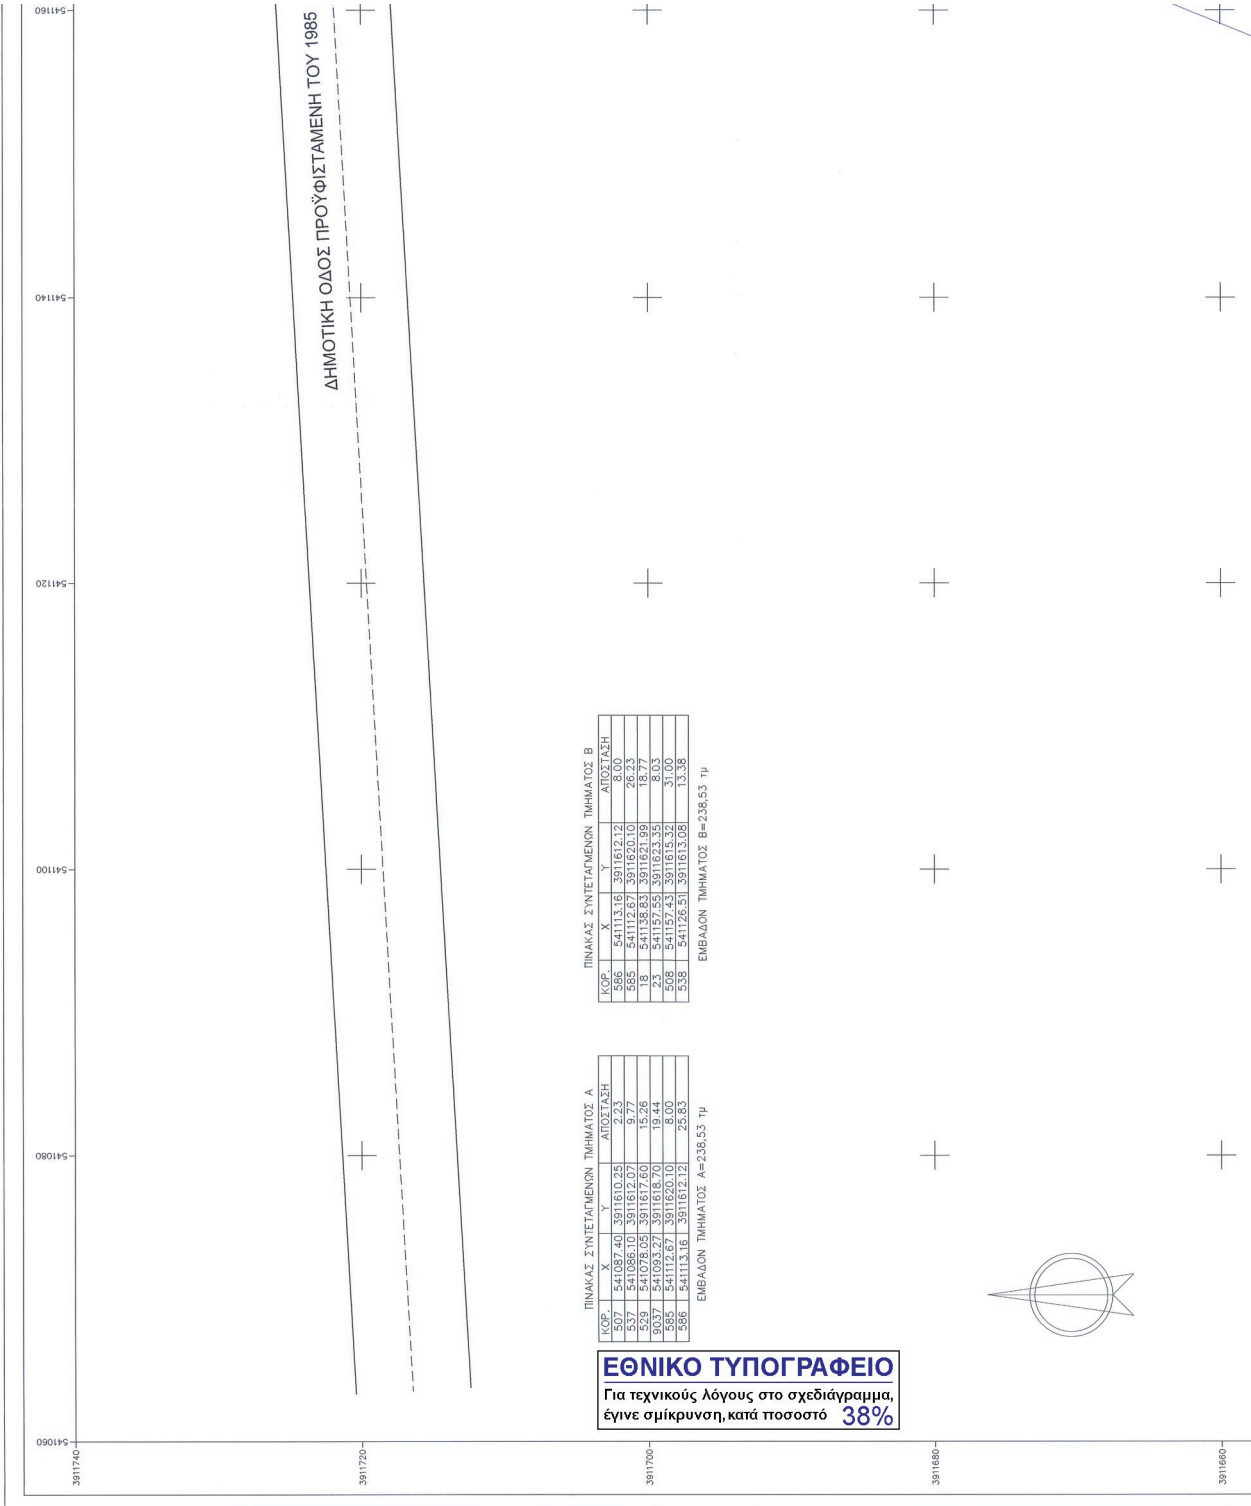 541160
541140
541120
541100
541080
541060
3911740
3911720
3911700
3911680
3911660
ΔΗΜΟΤΙΚΗ ΟΔΟΣ ΠΡΟΫΦΙΣΤΑΜΕΝΗ ΤΟΥ 1985
ΠΙΝΑΚΑΣ ΣΥΝΤΕΤΑΓΜΕΝΩΝ ΤΜΗΜΑΤΟΣ Β
ΚΟΡ. Χ Υ ΑΠΟΣΤΑΣΗ
586 541113.16 3911612.12 8.00
585 541112.67 3911620.10 26.23
18 541138.83 3911621.99 18.77
23 541157.55 3911623.35 8.03
508 541157.43 3911615.32 31.00
538 541126.51 3911613.08 13.38
ΕΜΒΑΔΟΝ ΤΜΗΜΑΤΟΣ Β=238,53 τμ
ΠΙΝΑΚΑΣ ΣΥΝΤΕΤΑΓΜΕΝΩΝ ΤΜΗΜΑΤΟΣ Α
ΚΟΡ. Χ Υ ΑΠΟΣΤΑΣΗ
507 541087.40 3911610.25 2.23
537 541086.10 3911612.07 9.77
529 541078.05 3911617.60 15.26
9037 541093.27 3911618.70 19.44
585 541112.67 3911620.10 8.00
586 541113.16 3911612.12 25.83
ΕΜΒΑΔΟΝ ΤΜΗΜΑΤΟΣ Α=238,53 τμ
ΕΘΝΙΚΟ ΤΥΠΟΓΡΑΦΕΙΟ
Για τεχνικούς λόγους στο σχεδιάγραμμα,
έγινε σμίκρυνση, κατά ποσοστό 38%